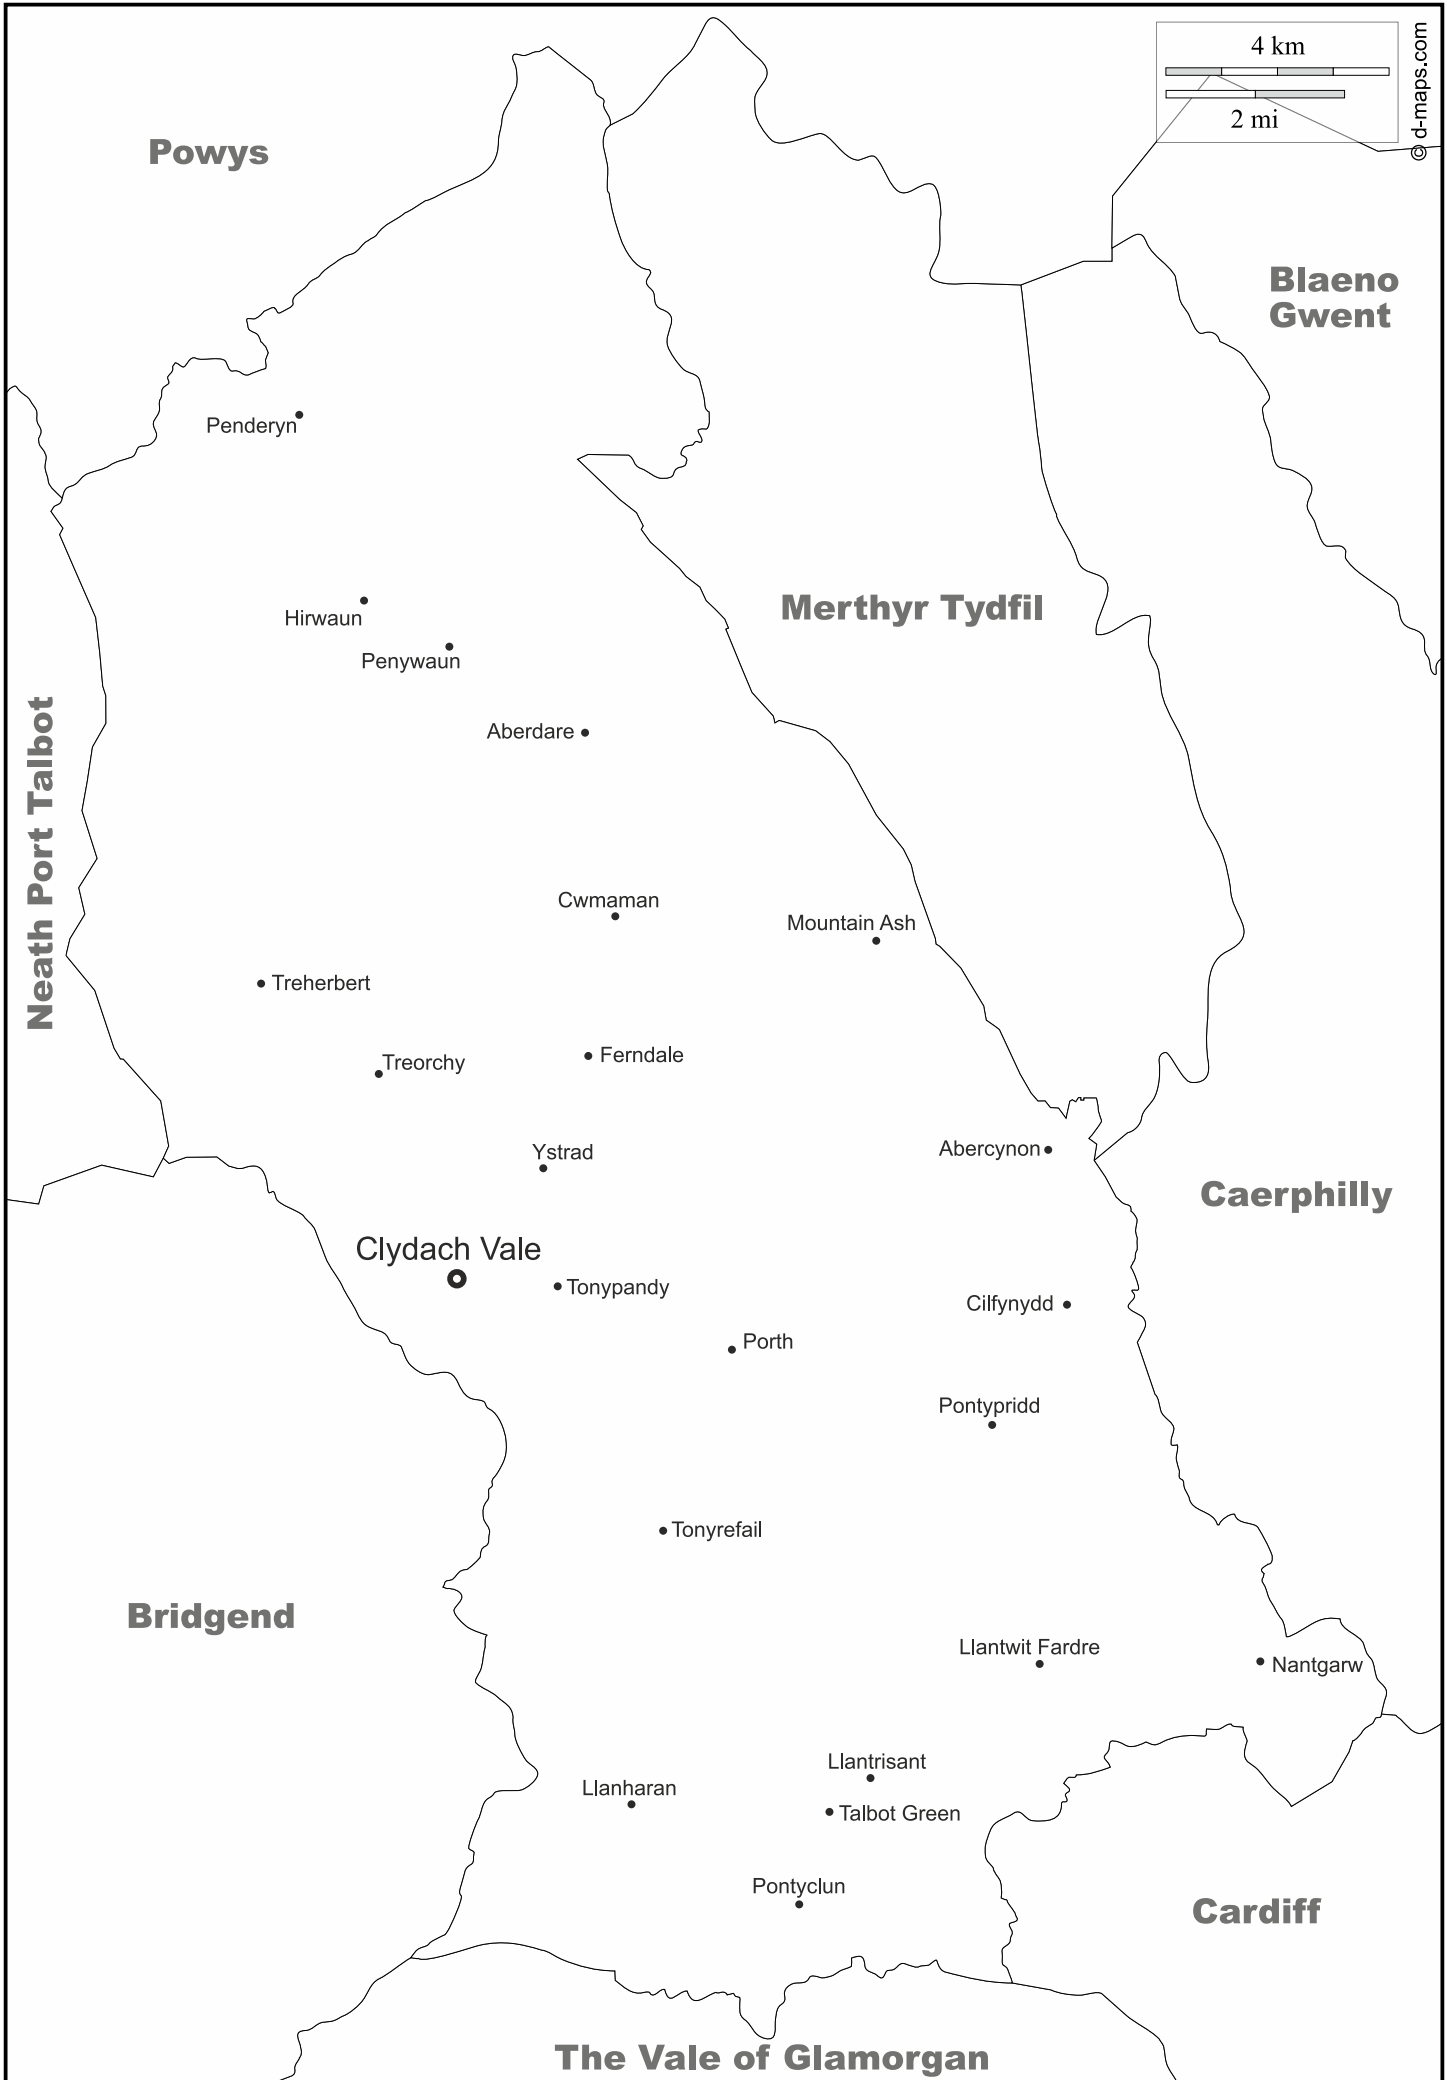 4 km
2 mi
© d-maps.com
Powys
Blaeno
Gwent
Penderyn
Hirwaun
Merthyr Tydfil
Penywaun
Neath Port Talbot
Aberdare
Cwmaman
Mountain Ash
Treherbert
Ferndale
Treorchy
Ystrad
Abercynon
Caerphilly
Clydach Vale
Tonypandy
Cilfynydd
Porth
Pontypridd
Tonyrefail
Bridgend
Llantwit Fardre
Nantgarw
Llantrisant
Llanharan
Talbot Green
Pontyclun
Cardiff
The Vale of Glamorgan